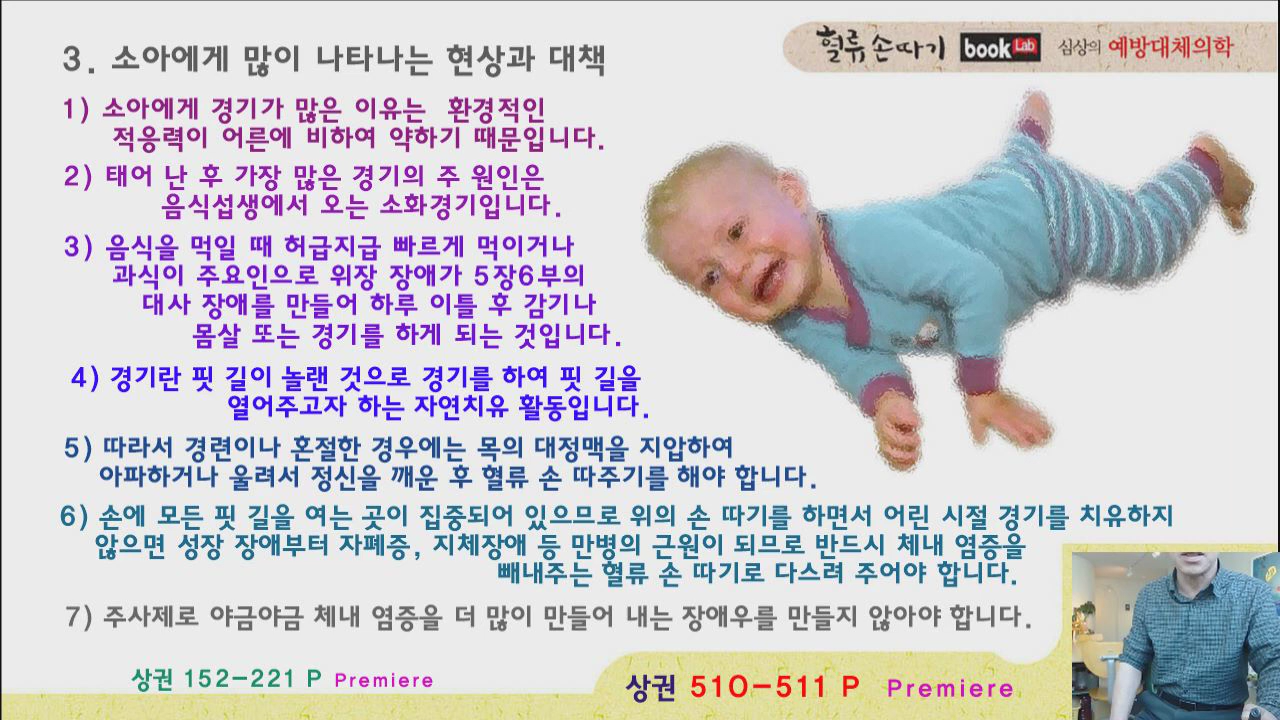 혈류 손따기 book Lab 심상의 예방대체의학
3. 소아에게 많이 나타나는 현상과 대책
1) 소아에게 경기가 많은 이유는 환경적인
적응력이 어른에 비하여 약하기 때문입니다.
2) 태어 난 후 가장 많은 경기의 주 원인은
음식섭생에서 오는 소화경기입니다.
3) 음식을 먹일 때 허급지급 빠르게 먹이거나
과식이 주요인으로 위장 장애가 5장6부의
대사 장애를 만들어 하루 이틀 후 감기나
몸살 또는 경기를 하게 되는 것입니다.
4) 경기란 핏 길이 놀랜 것으로 경기를 하여 핏 길을
열어주고자 하는 자연치유 활동입니다.
5) 따라서 경련이나 혼절한 경우에는 목의 대정맥을 지압하여
아파하거나 울려서 정신을 깨운 후 혈류 손 따주기를 해야 합니다.
6) 손에 모든 핏 길을 여는 곳이 집중되어 있으므로 위의 손 따기를 하면서 어린 시절 경기를 치유하지
않으면 성장 장애부터 자폐증, 지체장애 등 만병의 근원이 되므로 반드시 체내 염증을
빼내주는 혈류 손 따기로 다스려 주어야 합니다.
7) 주사제로 야금야금 체내 염증을 더 많이 만들어 내는 장애우를 만들지 않아야 합니다.
상권 152-221 P Premiere
상권 510-511 P Premiere